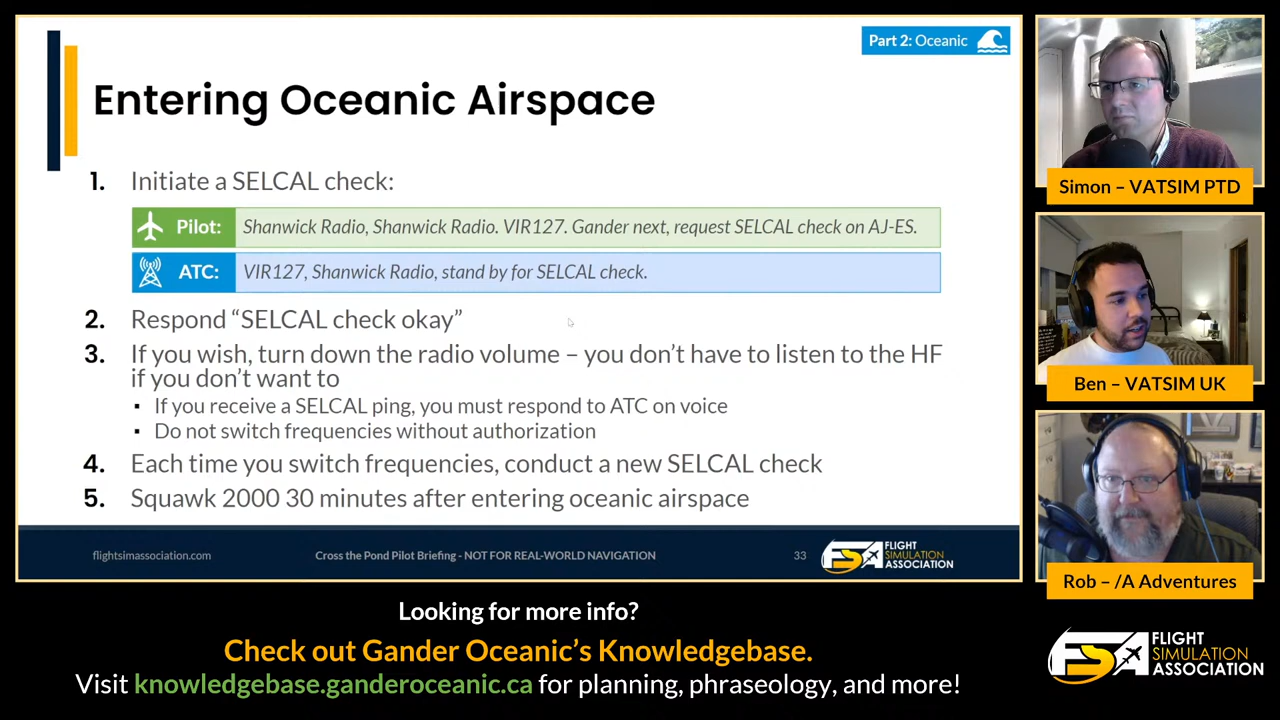 Part 2: Oceanic
Entering Oceanic Airspace
1. Initiate a SELCAL check:
Pilot: Shanwick Radio, Shanwick Radio. VIR127. Gander next, request SELCAL check on AJ-ES.
ATC: VIR127, Shanwick Radio, stand by for SELCAL check.
2. Respond “SELCAL check okay”
3. If you wish, turn down the radio volume – you don’t have to listen to the HF
if you don’t want to
▪ If you receive a SELCAL ping, you must respond to ATC on voice
▪ Do not switch frequencies without authorization
4. Each time you switch frequencies, conduct a new SELCAL check
5. Squawk 2000 30 minutes after entering oceanic airspace
flightsimassociation.com Cross the Pond Pilot Briefing - NOT FOR REAL-WORLD NAVIGATION 33
FSA FLIGHT
SIMULATION
ASSOCIATION
Simon – VATSIM PTD
Ben – VATSIM UK
Rob – /A Adventures
Looking for more info?
Check out Gander Oceanic’s Knowledgebase.
Visit knowledgebase.ganderoceanic.ca for planning, phraseology, and more!
FSA FLIGHT
SIMULATION
ASSOCIATION